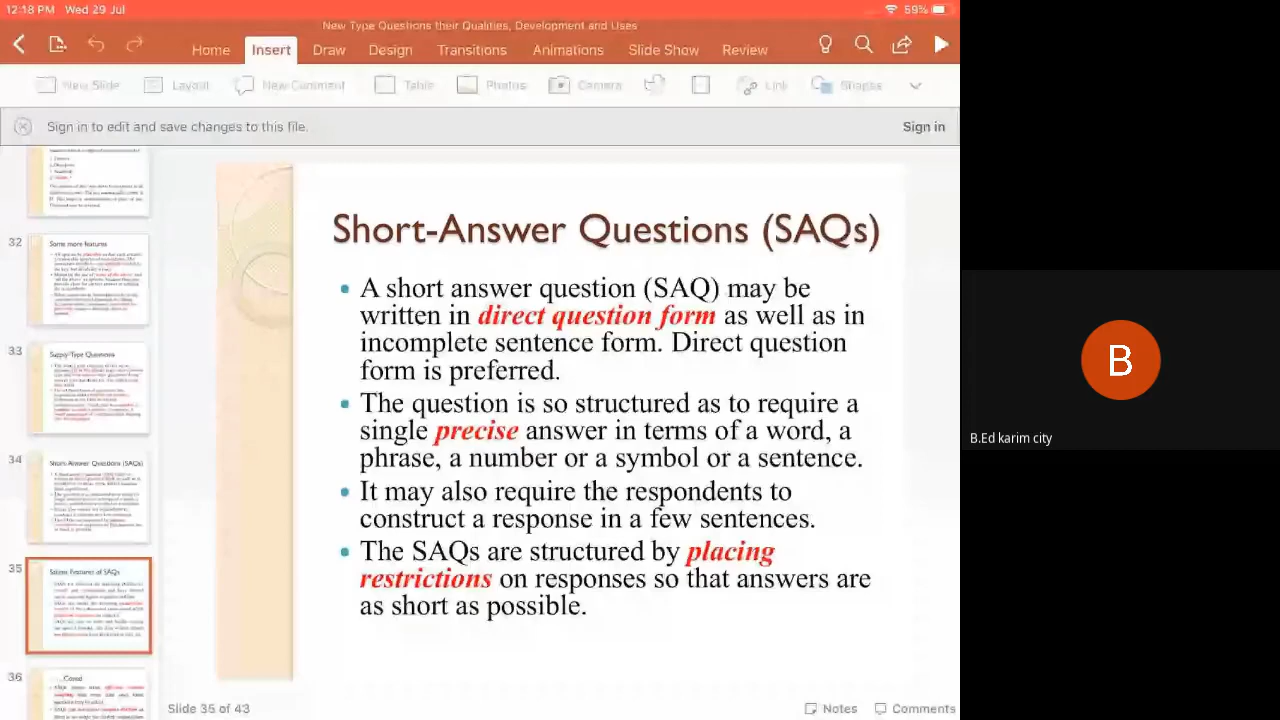 12:18 PM Wed 29 Jul
59%
New Type Questions their Qualities, Development and Uses
Home Insert Draw Design Transitions Animations Slide Show Review
New Slide Layout New Comment Table Photos Camera Link Shapes
Sign in to edit and save changes to this file. Sign in
32
Some more features
33
Supply-Type Questions
34
Short-Answer Questions (SAQs)
35
Salient Features of SAQs
36
Contd
Short-Answer Questions (SAQs)
• A short answer question (SAQ) may be
written in direct question form as well as in
incomplete sentence form. Direct question
form is preferred.
• The question is so structured as to require a
single precise answer in terms of a word, a
phrase, a number or a symbol or a sentence.
• It may also require the respondents to
construct a response in a few sentences.
• The SAQs are structured by placing
restrictions on responses so that answers are
as short as possible.
Slide 35 of 43
Notes Comments
B
B.Ed karim city